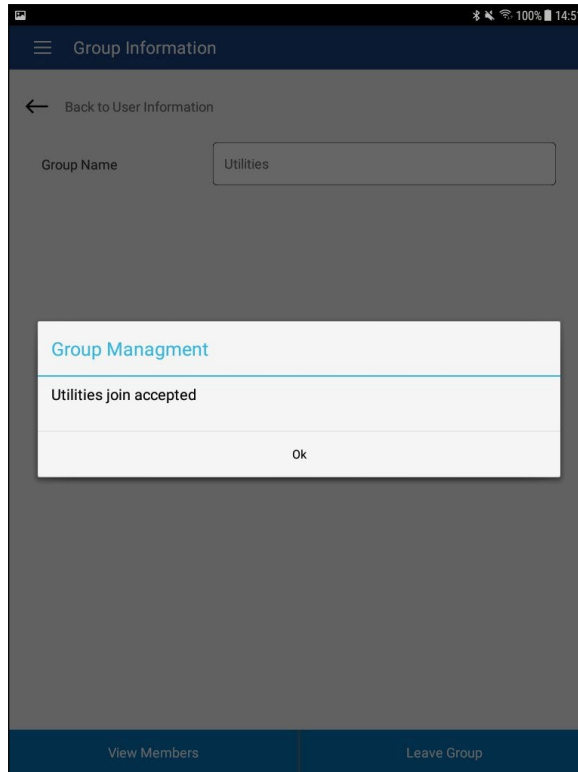 100% 14:5
Group Information
Back to User Information
Group Name Utilities
Group Managment
Utilities join accepted
Ok
View Members Leave Group